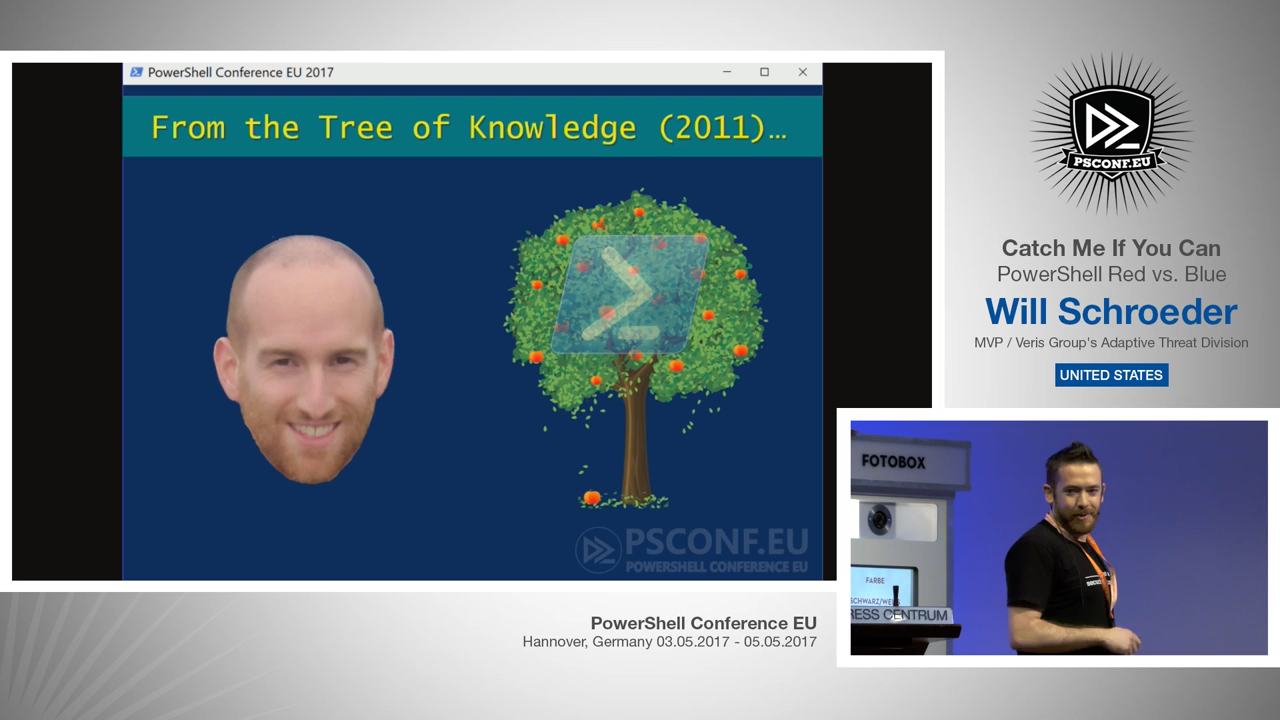 PowerShell Conference EU 2017
From the Tree of Knowledge (2011)…
PSCONF.EU
POWERSHELL CONFERENCE EU
PSCONF.EU
Catch Me If You Can
PowerShell Red vs. Blue
Will Schroeder
MVP / Veris Group's Adaptive Threat Division
UNITED STATES
FOTOBOX
FARBE
SCHWARZ/WEI
RESS CENTRUM
PowerShell Conference EU
Hannover, Germany 03.05.2017 - 05.05.2017